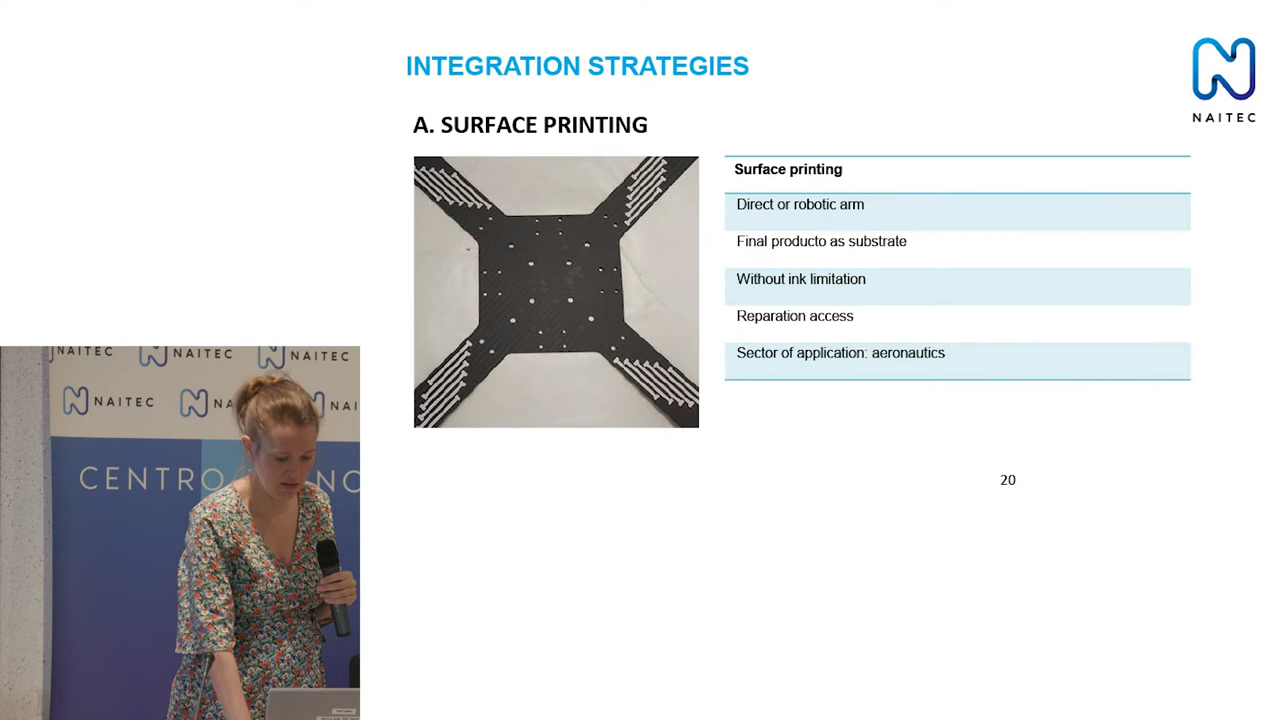 INTEGRATION STRATEGIES
NAITEC
A. SURFACE PRINTING
Surface printing
Direct or robotic arm
Final producto as substrate
Without ink limitation
Reparation access
Sector of application: aeronautics
20
NAITEC NAITEC NAITEC
NAITEC NA NAITEC
CENTRO